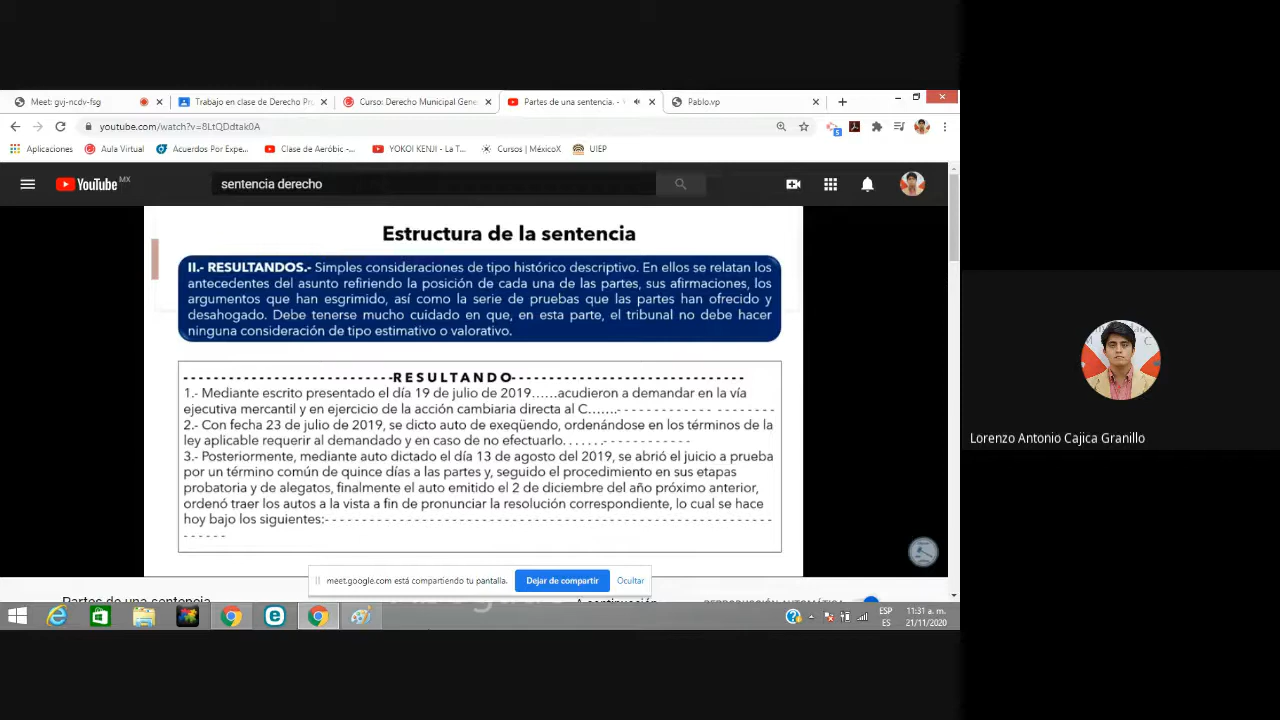 Meet: gvj-ncdv-fsg
Trabajo en clase de Derecho Pro
Curso: Derecho Municipal Gene
Partes de una sentencia. -
Pablo.vp
youtube.com/watch?v=8LtQDdtak0A
Aplicaciones
Aula Virtual
Acuerdos Por Expe...
Clase de Aeróbic -...
YOKOI KENJI - La T...
Cursos | MéxicoX
UIEP
YouTube MX
sentencia derecho
Estructura de la sentencia
II.- RESULTANDOS.- Simples consideraciones de tipo histórico descriptivo. En ellos se relatan los
antecedentes del asunto refiriendo la posición de cada una de las partes, sus afirmaciones, los
argumentos que han esgrimido, así como la serie de pruebas que las partes han ofrecido y
desahogado. Debe tenerse mucho cuidado en que, en esta parte, el tribunal no debe hacer
ninguna consideración de tipo estimativo o valorativo.
- - - - - - - - - - - - - - - - - - - - - - - - - -R E S U L T A N D O- - - - - - - - - - - - - - - - - - - - - - - - - -
1.- Mediante escrito presentado el día 19 de julio de 2019......acudieron a demandar en la vía
ejecutiva mercantil y en ejercicio de la acción cambiaria directa al C.......- - - - - - - - - - - - - - - - - - - -
2.- Con fecha 23 de julio de 2019, se dicto auto de exeqüendo, ordenándose en los términos de la
ley aplicable requerir al demandado y en caso de no efectuarlo. . . . . . .- - - - - - - - - - - -
3.- Posteriormente, mediante auto dictado el día 13 de agosto del 2019, se abrió el juicio a prueba
por un término común de quince días a las partes y, seguido el procedimiento en sus etapas
probatoria y de alegatos, finalmente el auto emitido el 2 de diciembre del año próximo anterior,
ordenó traer los autos a la vista a fin de pronunciar la resolución correspondiente, lo cual se hace
hoy bajo los siguientes:- - - - - - - - - - - - - - - - - - - - - - - - - - - - - - - - - - - - - - - - - - - - - - - - - - - -
- - - - - -
meet.google.com está compartiendo tu pantalla.
Dejar de compartir
Ocultar
Partes de una sentencia
A continuación
REPRODUCCIÓN AUTOMÁTICA
ESP
ES
11:31 a. m.
21/11/2020
Lorenzo Antonio Cajica Granillo